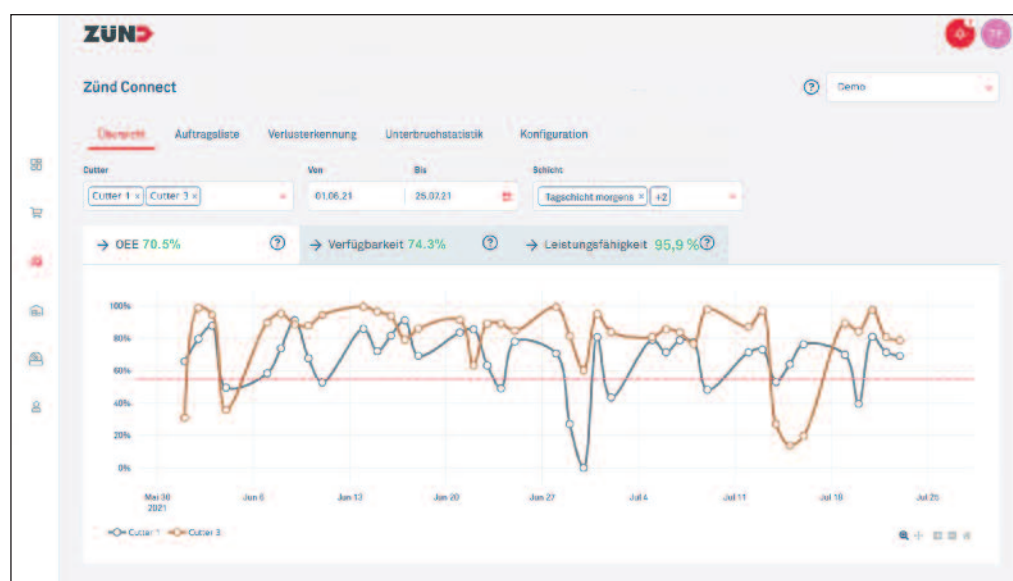 ZÜND
Zünd Connect
Demo
Übersicht Auftragsliste Verlusterkennung Unterbruchstatistik Konfiguration
Cutter Von Bis Schicht
Cutter 1 × Cutter 3 × 01.06.21 25.07.21 Tagschicht morgens × +2
→ OEE 70.5% ? → Verfügbarkeit 74.3% ? → Leistungsfähigkeit 95,9 % ?
100%
80%
60%
40%
20%
0%
Mai 30 Jun 6 Jun 13 Jun 20 Jun 27 Jul 4 Jul 11 Jul 18 Jul 25
2021
Cutter 1 Cutter 3